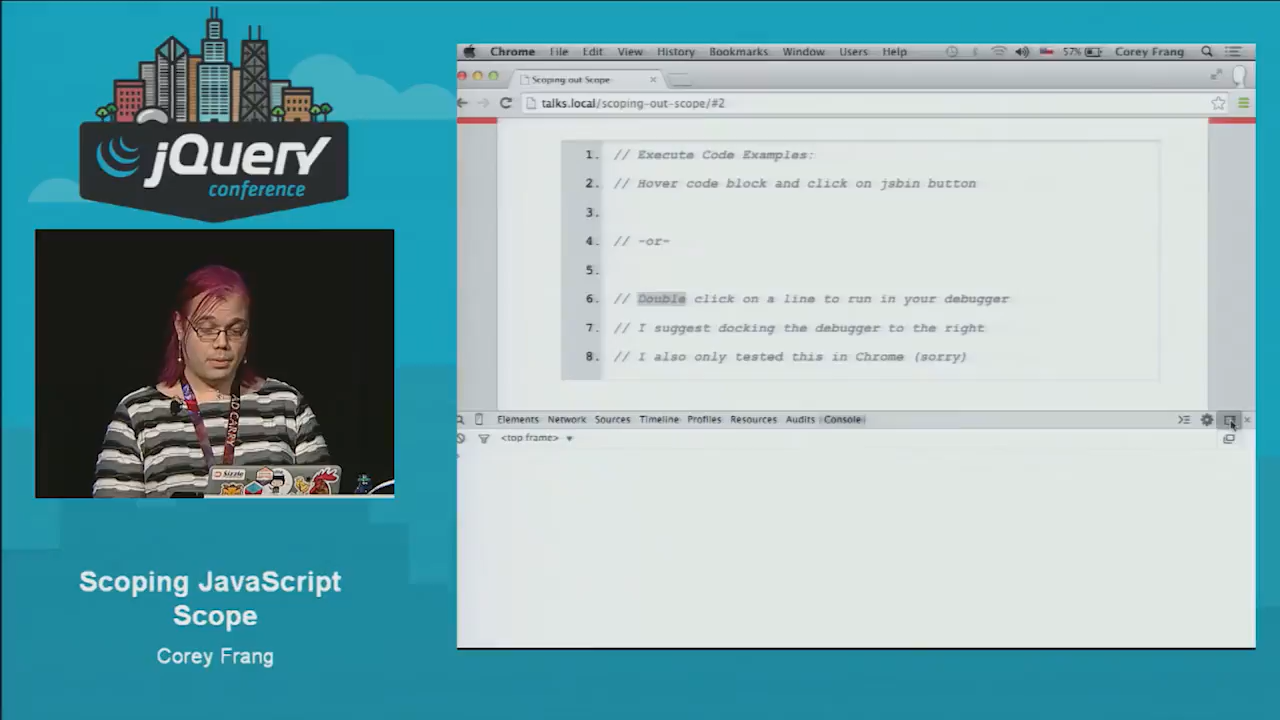 jQuery
conference
AD CARRY
Sizzle
Scoping JavaScript
Scope
Corey Frang
Chrome File Edit View History Bookmarks Window Users Help 57% Corey Frang
Scoping out Scope
talks.local/scoping-out-scope/#2
1. // Execute Code Examples:
2. // Hover code block and click on jsbin button
3.
4. // -or-
5.
6. // Double click on a line to run in your debugger
7. // I suggest docking the debugger to the right
8. // I also only tested this in Chrome (sorry)
Elements Network Sources Timeline Profiles Resources Audits Console
<top frame>